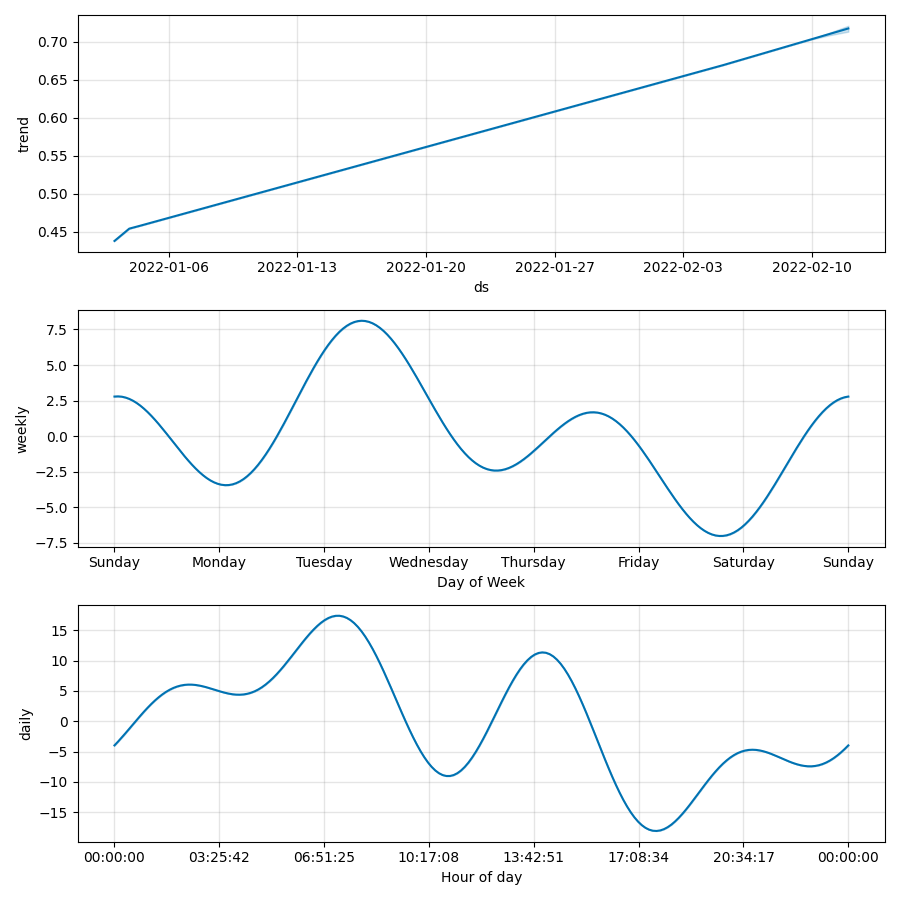 0.70
0.65
0.60
0.55
0.50
0.45
trend
2022-01-06 2022-01-13 2022-01-20 2022-01-27 2022-02-03 2022-02-10
ds
7.5
5.0
2.5
0.0
−2.5
−5.0
−7.5
weekly
Sunday Monday Tuesday Wednesday Thursday Friday Saturday Sunday
Day of Week
15
10
5
0
−5
−10
−15
daily
00:00:00 03:25:42 06:51:25 10:17:08 13:42:51 17:08:34 20:34:17 00:00:00
Hour of day